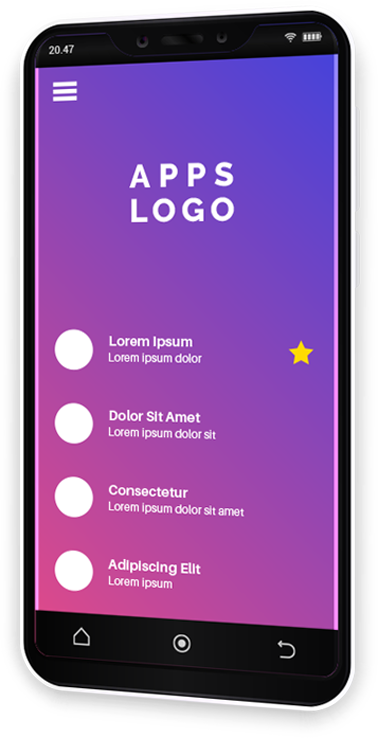 20.47
APPS
LOGO
Lorem Ipsum
Lorem ipsum dolor
Dolor Sit Amet
Lorem ipsum dolor sit
Consectetur
Lorem ipsum dolor sit amet
Adipiscing Elit
Lorem ipsum